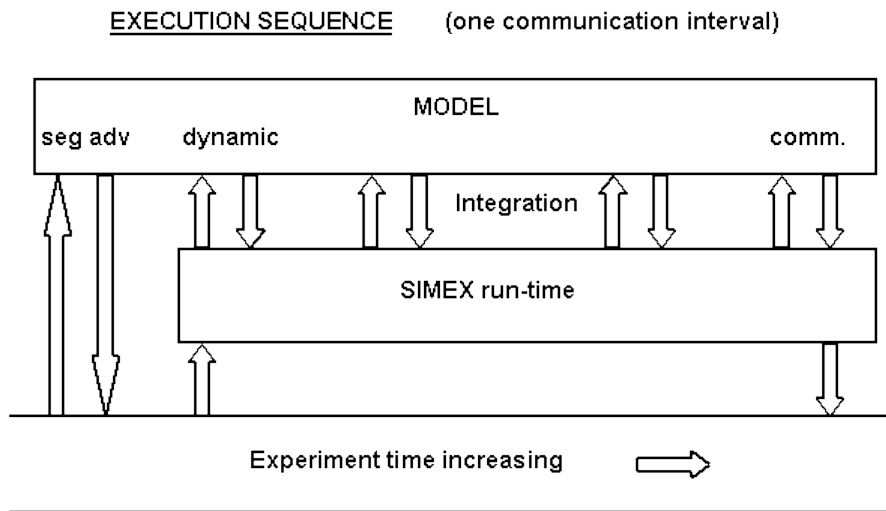 EXECUTION SEQUENCE (one communication interval)
MODEL
seg adv dynamic comm.
Integration
SIMEX run-time
Experiment time increasing